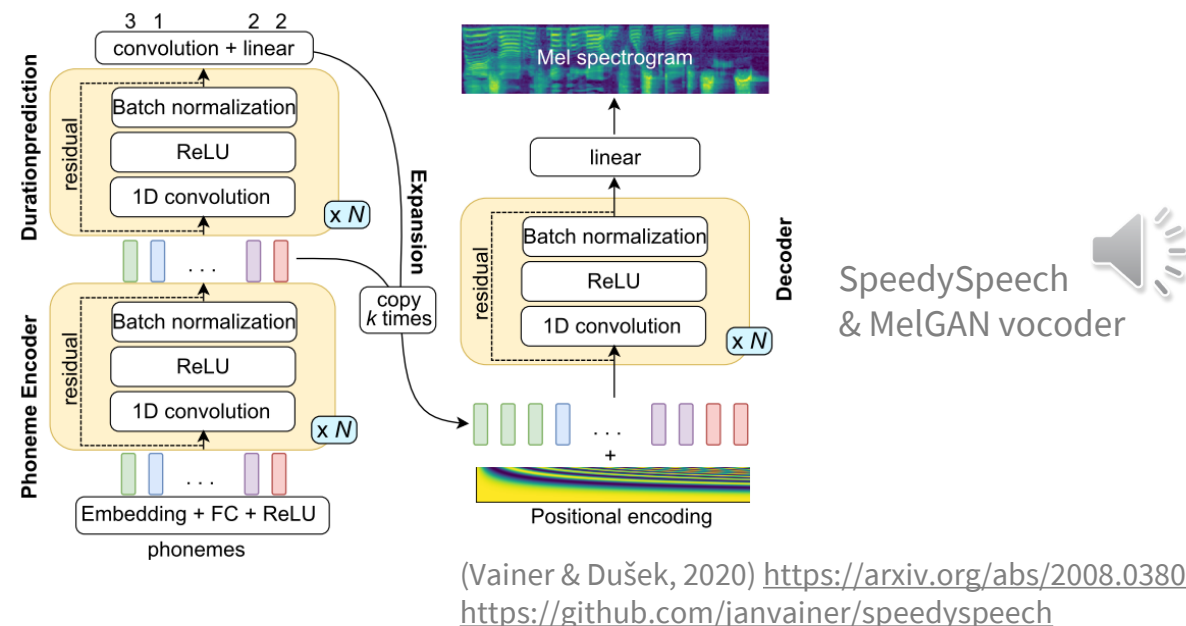 3 1 2 2
convolution + linear
Durationprediction
residual
Batch normalization
ReLU
1D convolution
x N
. . .
Phoneme Encoder
residual
Batch normalization
ReLU
1D convolution
x N
. . .
Embedding + FC + ReLU
phonemes
Expansion
copy
k times
Mel spectrogram
linear
Decoder
residual
Batch normalization
ReLU
1D convolution
x N
. . .
+
Positional encoding
SpeedySpeech
& MelGAN vocoder
(Vainer & Dušek, 2020) https://arxiv.org/abs/2008.0380
https://github.com/janvainer/speedyspeech